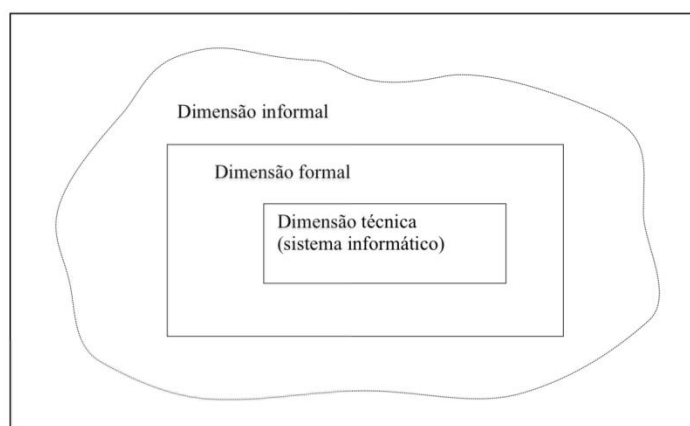 Dimensão informal
Dimensão formal
Dimensão técnica
(sistema informático)